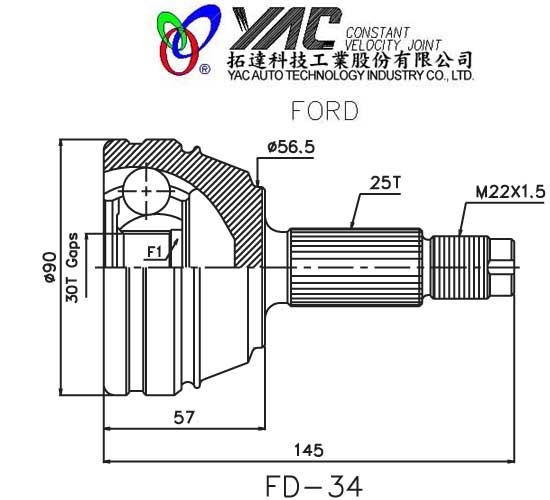 YAC CONSTANT
VELOCITY JOINT
拓達科技工業股份有限公司
YAC AUTO TECHNOLOGY INDUSTRY CO., LTD.
®
FORD
ø56.5
25T
M22X1.5
F1
30T Gaps
ø90
57
145
FD-34